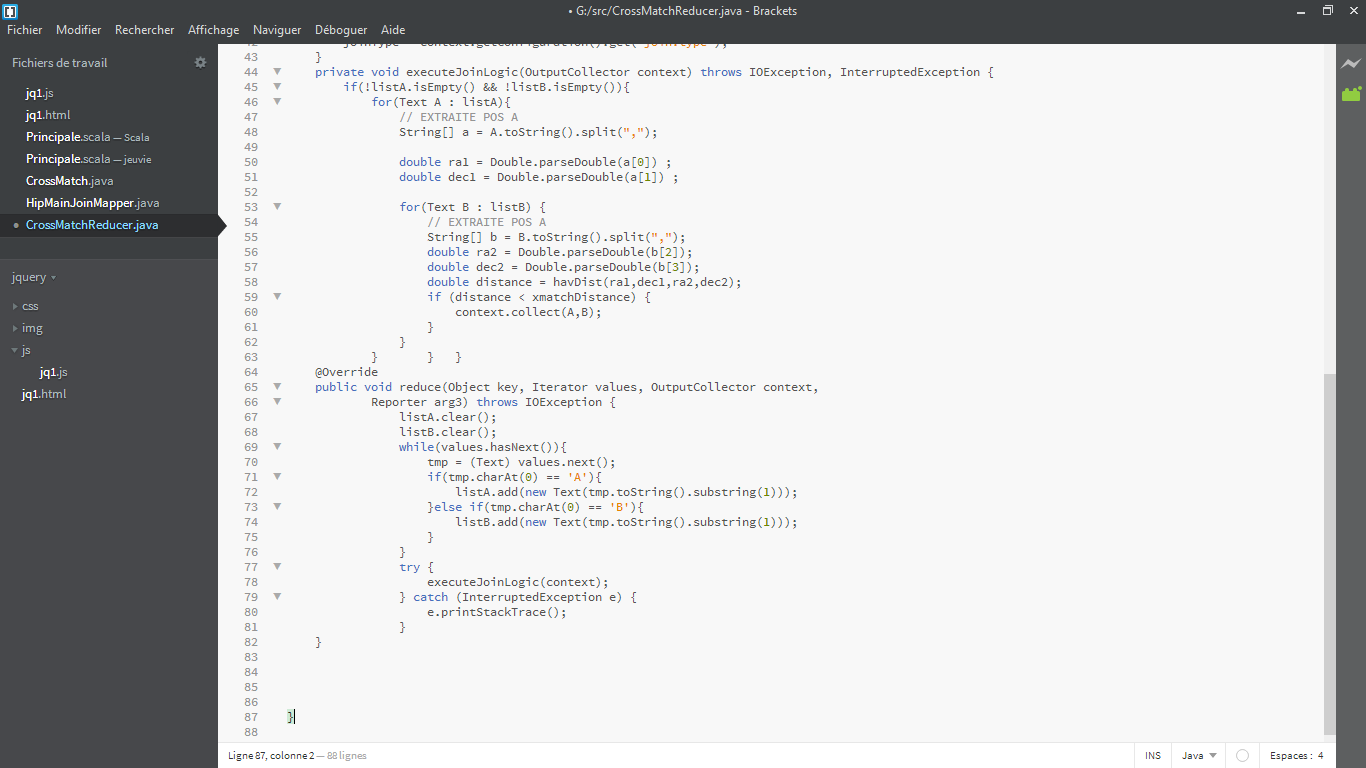 • G:/src/CrossMatchReducer.java - Brackets
Fichier Modifier Rechercher Affichage Naviguer Déboguer Aide
Fichiers de travail
jq1.js
jq1.html
Principale.scala — Scala
Principale.scala — jeuvie
CrossMatch.java
HipMainJoinMapper.java
• CrossMatchReducer.java
jquery
css
img
js
jq1.js
jq1.html
42 joinType = context.getConfiguration().get("join.type");
43 }
44 private void executeJoinLogic(OutputCollector context) throws IOException, InterruptedException {
45 if(!listA.isEmpty() && !listB.isEmpty()){
46 for(Text A : listA){
47 // EXTRAITE POS A
48 String[] a = A.toString().split(",");
49
50 double ra1 = Double.parseDouble(a[0]) ;
51 double dec1 = Double.parseDouble(a[1]) ;
52
53 for(Text B : listB) {
54 // EXTRAITE POS A
55 String[] b = B.toString().split(",");
56 double ra2 = Double.parseDouble(b[2]);
57 double dec2 = Double.parseDouble(b[3]);
58 double distance = havDist(ra1,dec1,ra2,dec2);
59 if (distance < xmatchDistance) {
60 context.collect(A,B);
61 }
62 }
63 } } }
64 @Override
65 public void reduce(Object key, Iterator values, OutputCollector context,
66 Reporter arg3) throws IOException {
67 listA.clear();
68 listB.clear();
69 while(values.hasNext()){
70 tmp = (Text) values.next();
71 if(tmp.charAt(0) == 'A'){
72 listA.add(new Text(tmp.toString().substring(1)));
73 }else if(tmp.charAt(0) == 'B'){
74 listB.add(new Text(tmp.toString().substring(1)));
75 }
76 }
77 try {
78 executeJoinLogic(context);
79 } catch (InterruptedException e) {
80 e.printStackTrace();
81 }
82 }
83
84
85
86
87 }
88
Ligne 87, colonne 2 — 88 lignes
INS Java Espaces : 4